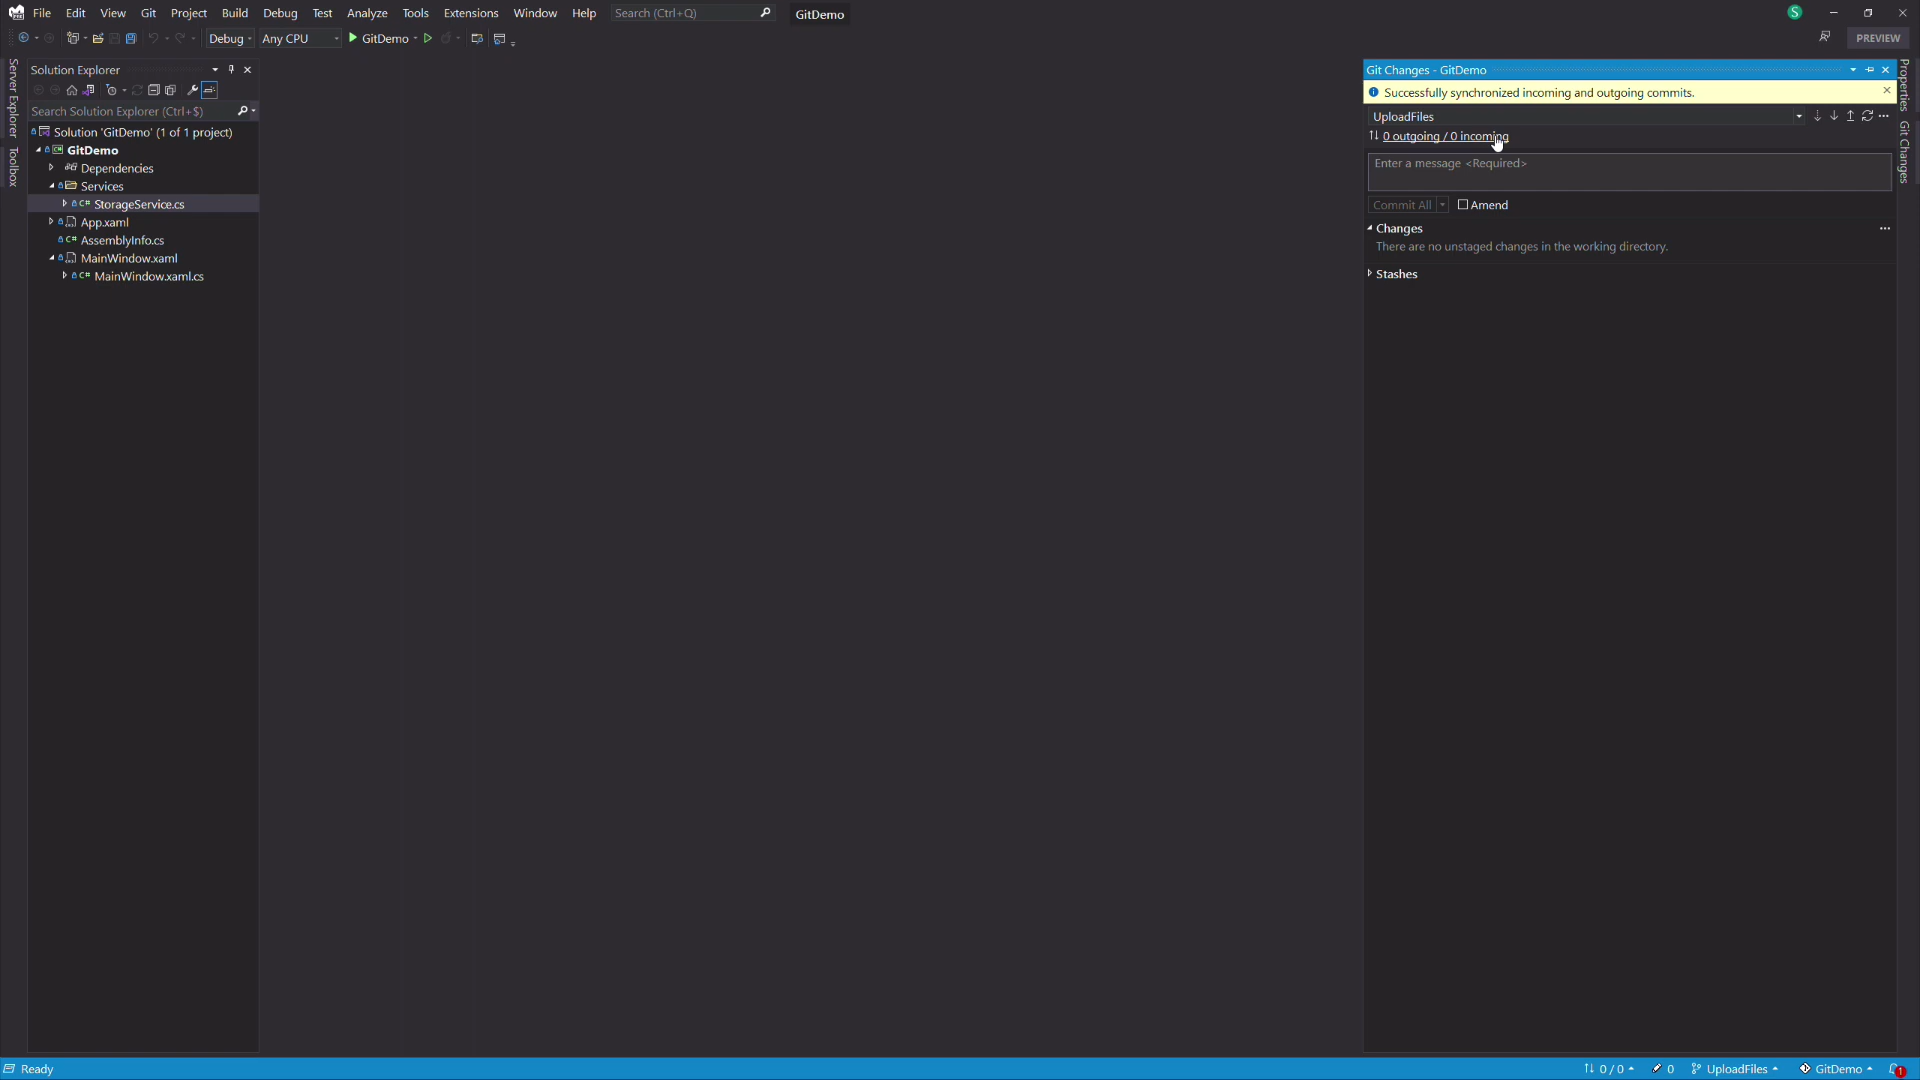 File Edit View Git Project Build Debug Test Analyze Tools Extensions Window Help Search (Ctrl+Q) GitDemo S
Debug Any CPU GitDemo PREVIEW
Server Explorer
Toolbox
Solution Explorer
Search Solution Explorer (Ctrl+$)
Solution 'GitDemo' (1 of 1 project)
GitDemo
Dependencies
Services
C# StorageService.cs
App.xaml
C# AssemblyInfo.cs
MainWindow.xaml
C# MainWindow.xaml.cs
Git Changes - GitDemo
Successfully synchronized incoming and outgoing commits.
UploadFiles
0 outgoing / 0 incoming
Enter a message <Required>
Commit All Amend
Changes
There are no unstaged changes in the working directory.
Stashes
Properties
Git Changes
Ready 0 / 0 0 UploadFiles GitDemo 1